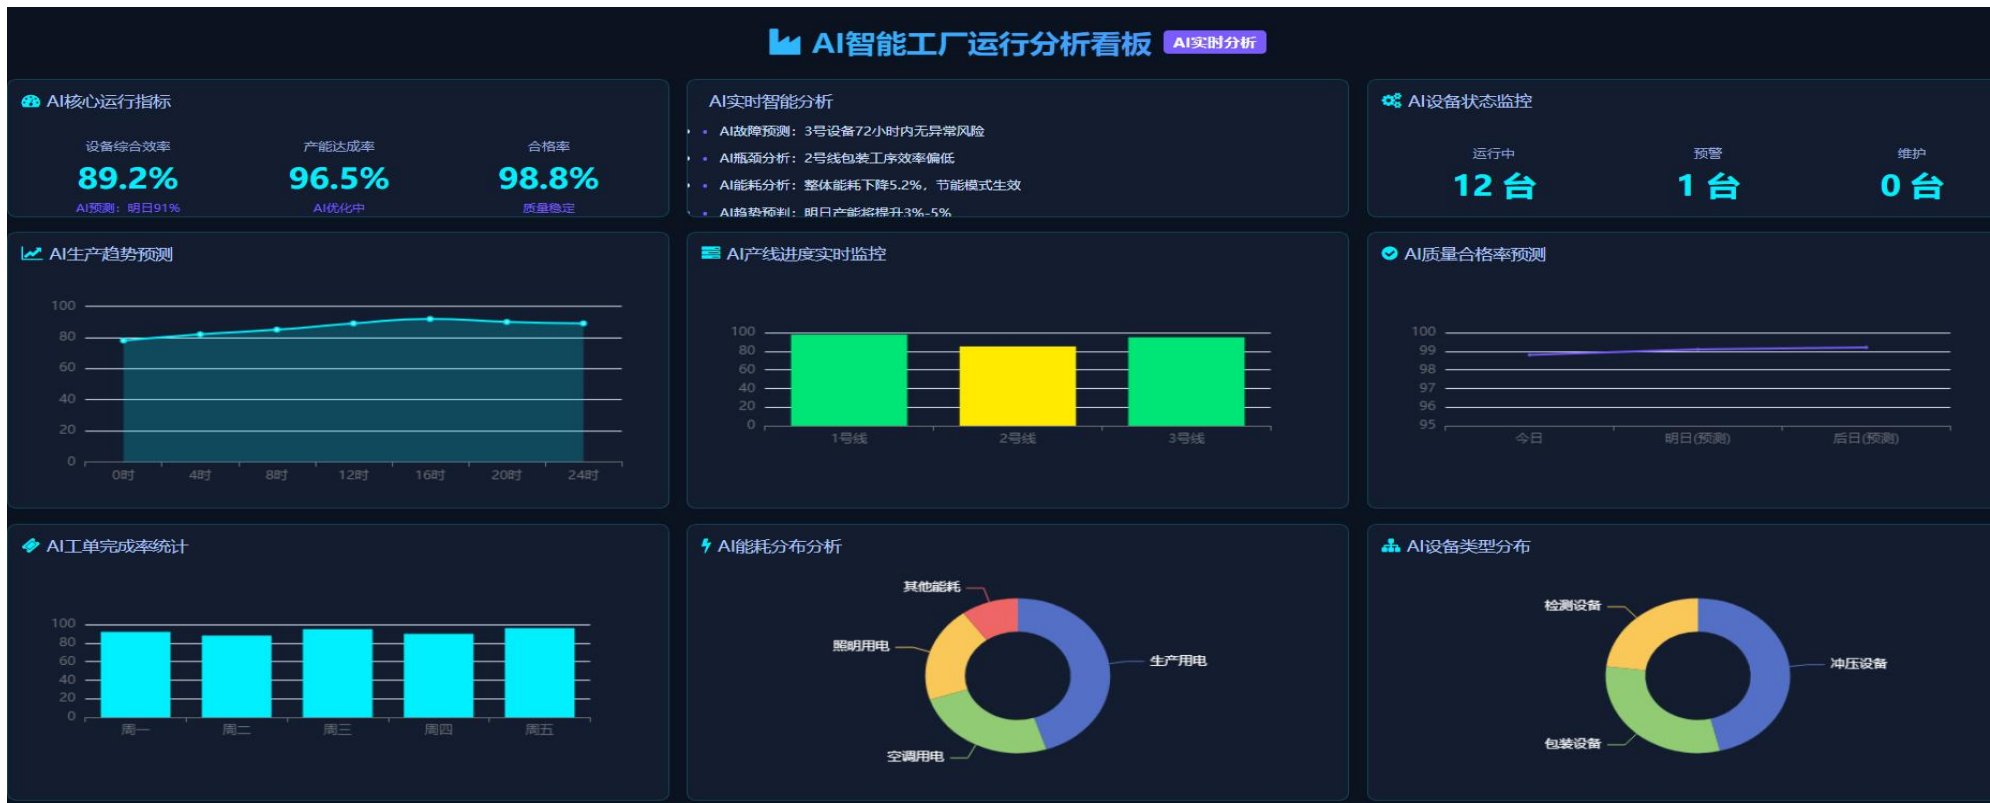 AI智能工厂运行分析看板 AI实时分析
AI核心运行指标
设备综合效率 产能达成率 合格率
89.2% 96.5% 98.8%
AI预测：明日91% AI优化中 质量稳定
AI实时智能分析
AI故障预测：3号设备72小时内无异常风险
AI瓶颈分析：2号线包装工序效率偏低
AI能耗分析：整体能耗下降5.2%，节能模式生效
AI趋势预判：明日产能将提升3%-5%
AI设备状态监控
运行中 预警 维护
12 台 1 台 0 台
AI生产趋势预测
100
80
60
40
20
0
0时 4时 8时 12时 16时 20时 24时
AI产线进度实时监控
100
80
60
40
20
0
1号线 2号线 3号线
AI质量合格率预测
100
99
98
97
96
95
今日 明日(预测) 后日(预测)
AI工单完成率统计
100
80
60
40
20
0
周一 周二 周三 周四 周五
AI能耗分布分析
其他能耗
照明用电
生产用电
空调用电
AI设备类型分布
检测设备
冲压设备
包装设备